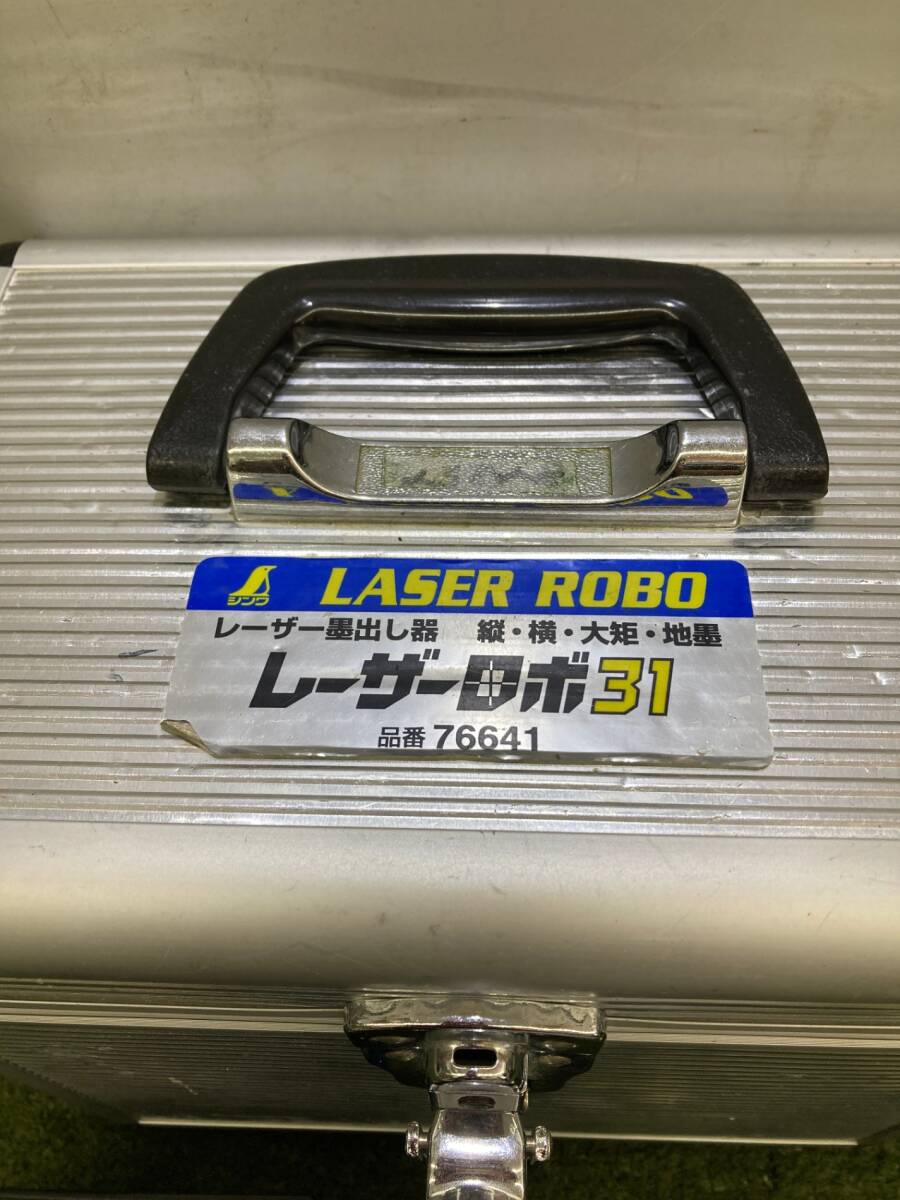 シンワ LASER ROBO
レーザー墨出し器 縦・横・大矩・地墨
レーザーロボ31
品番 76641